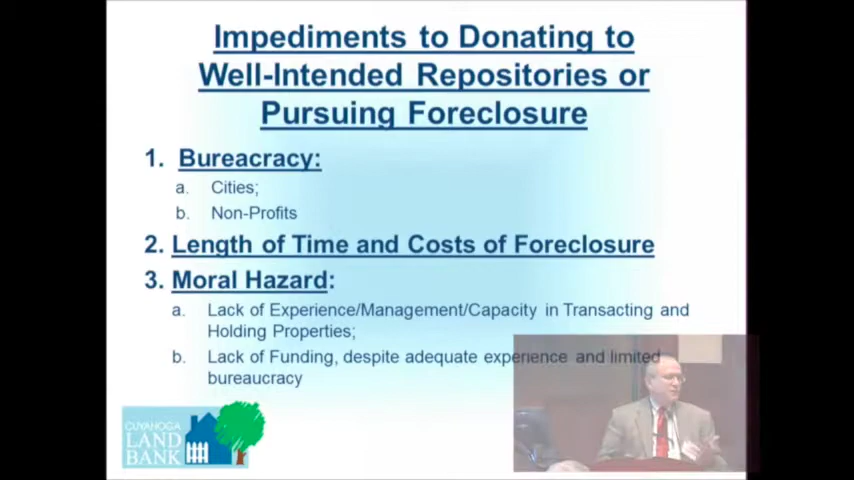 Impediments to Donating to
Well-Intended Repositories or
Pursuing Foreclosure
1. Bureacracy:
a. Cities;
b. Non-Profits
2. Length of Time and Costs of Foreclosure
3. Moral Hazard:
a. Lack of Experience/Management/Capacity in Transacting and
Holding Properties;
b. Lack of Funding, despite adequate experience and limited
bureaucracy
CUYAHOGA
LAND
BANK